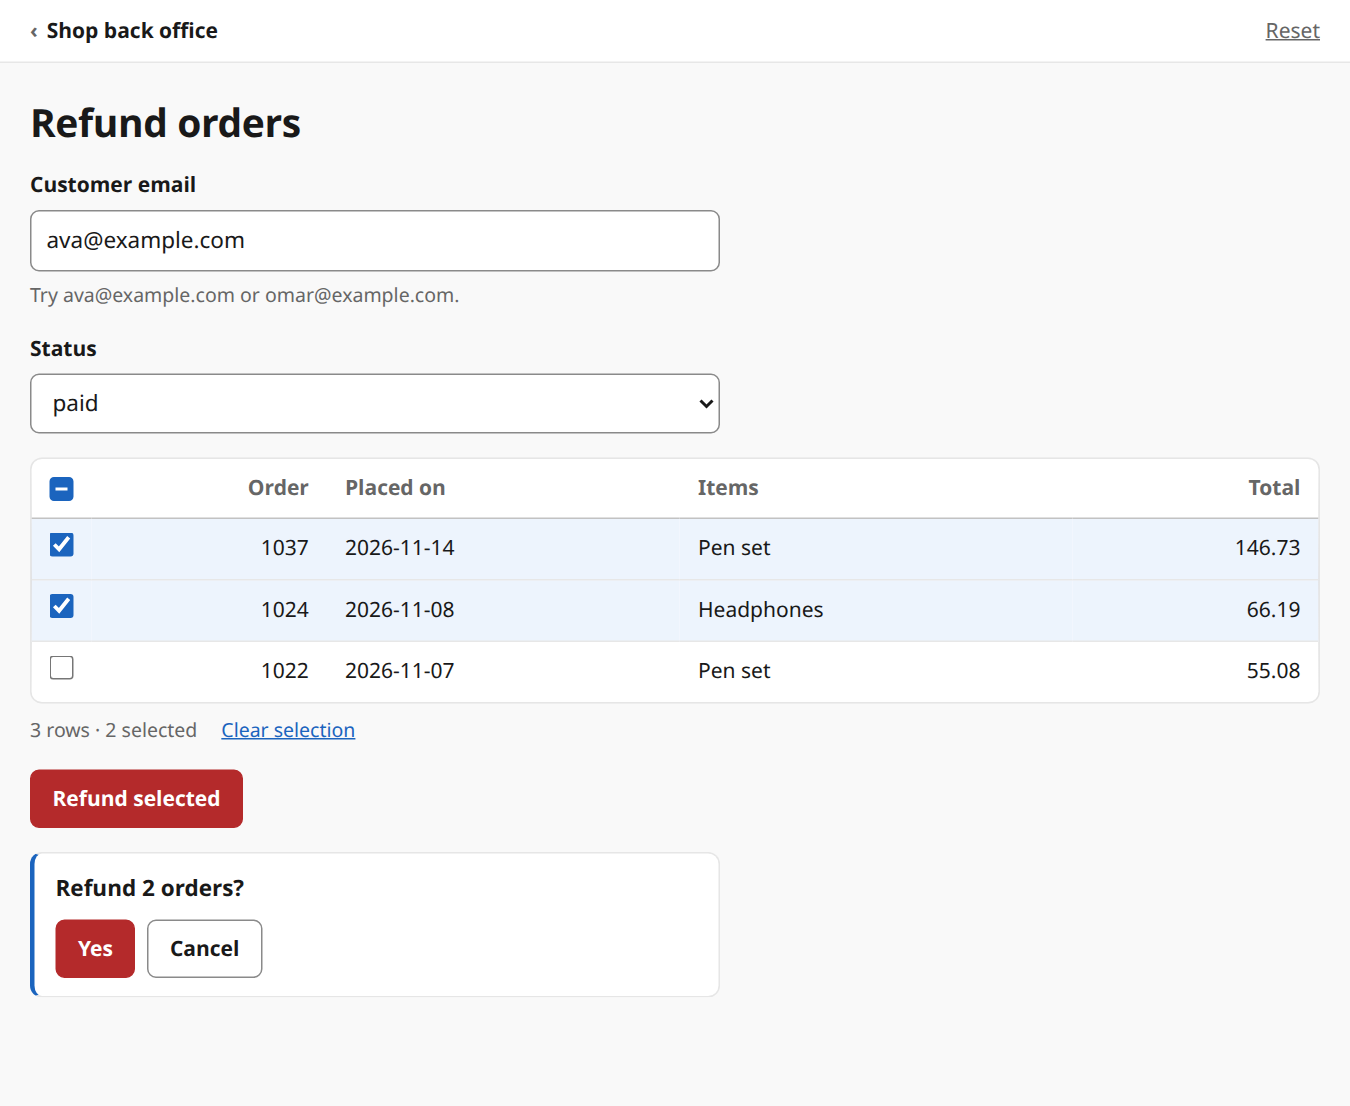 ‹ Shop back office Reset
Refund orders
Customer email
ava@example.com
Try ava@example.com or omar@example.com.
Status
paid
Order Placed on Items Total
1037 2026-11-14 Pen set 146.73
1024 2026-11-08 Headphones 66.19
1022 2026-11-07 Pen set 55.08
3 rows · 2 selected Clear selection
Refund selected
Refund 2 orders?
Yes Cancel